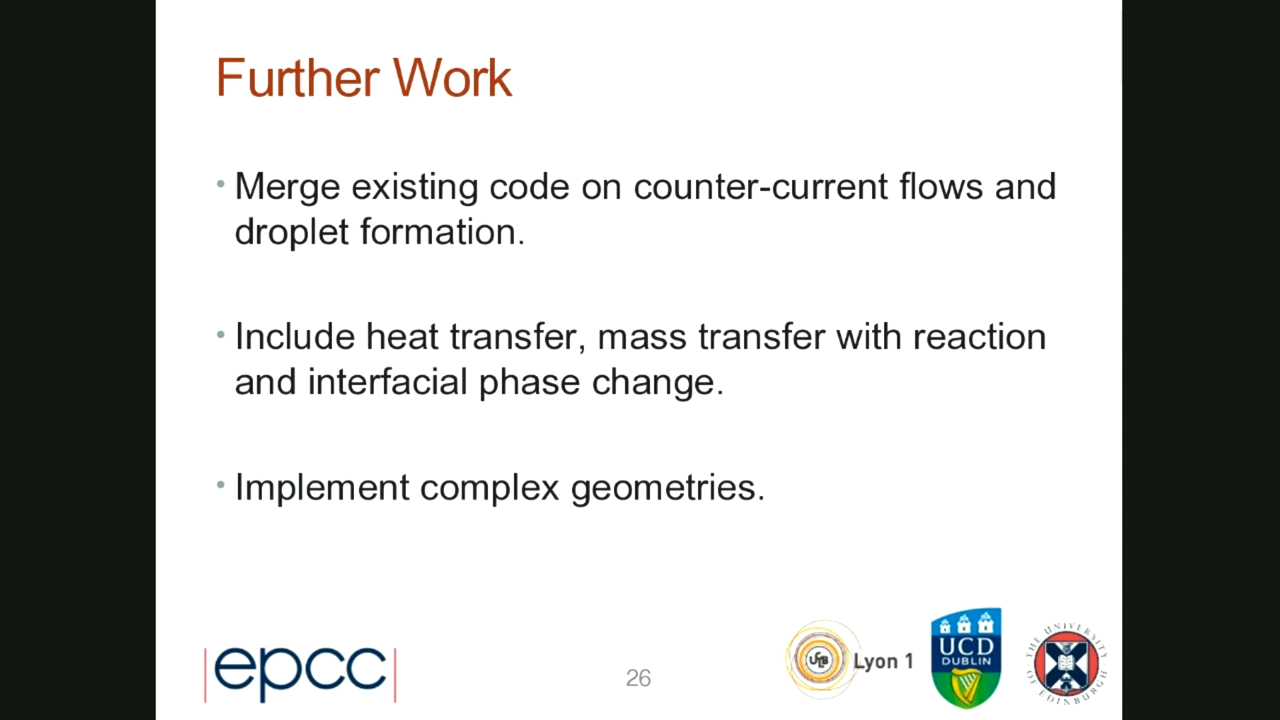 Further Work
• Merge existing code on counter-current flows and
droplet formation.
• Include heat transfer, mass transfer with reaction
and interfacial phase change.
• Implement complex geometries.
|epcc|
26
Lyon 1
UCD
DUBLIN
THE UNIVERSITY
OF EDINBURGH